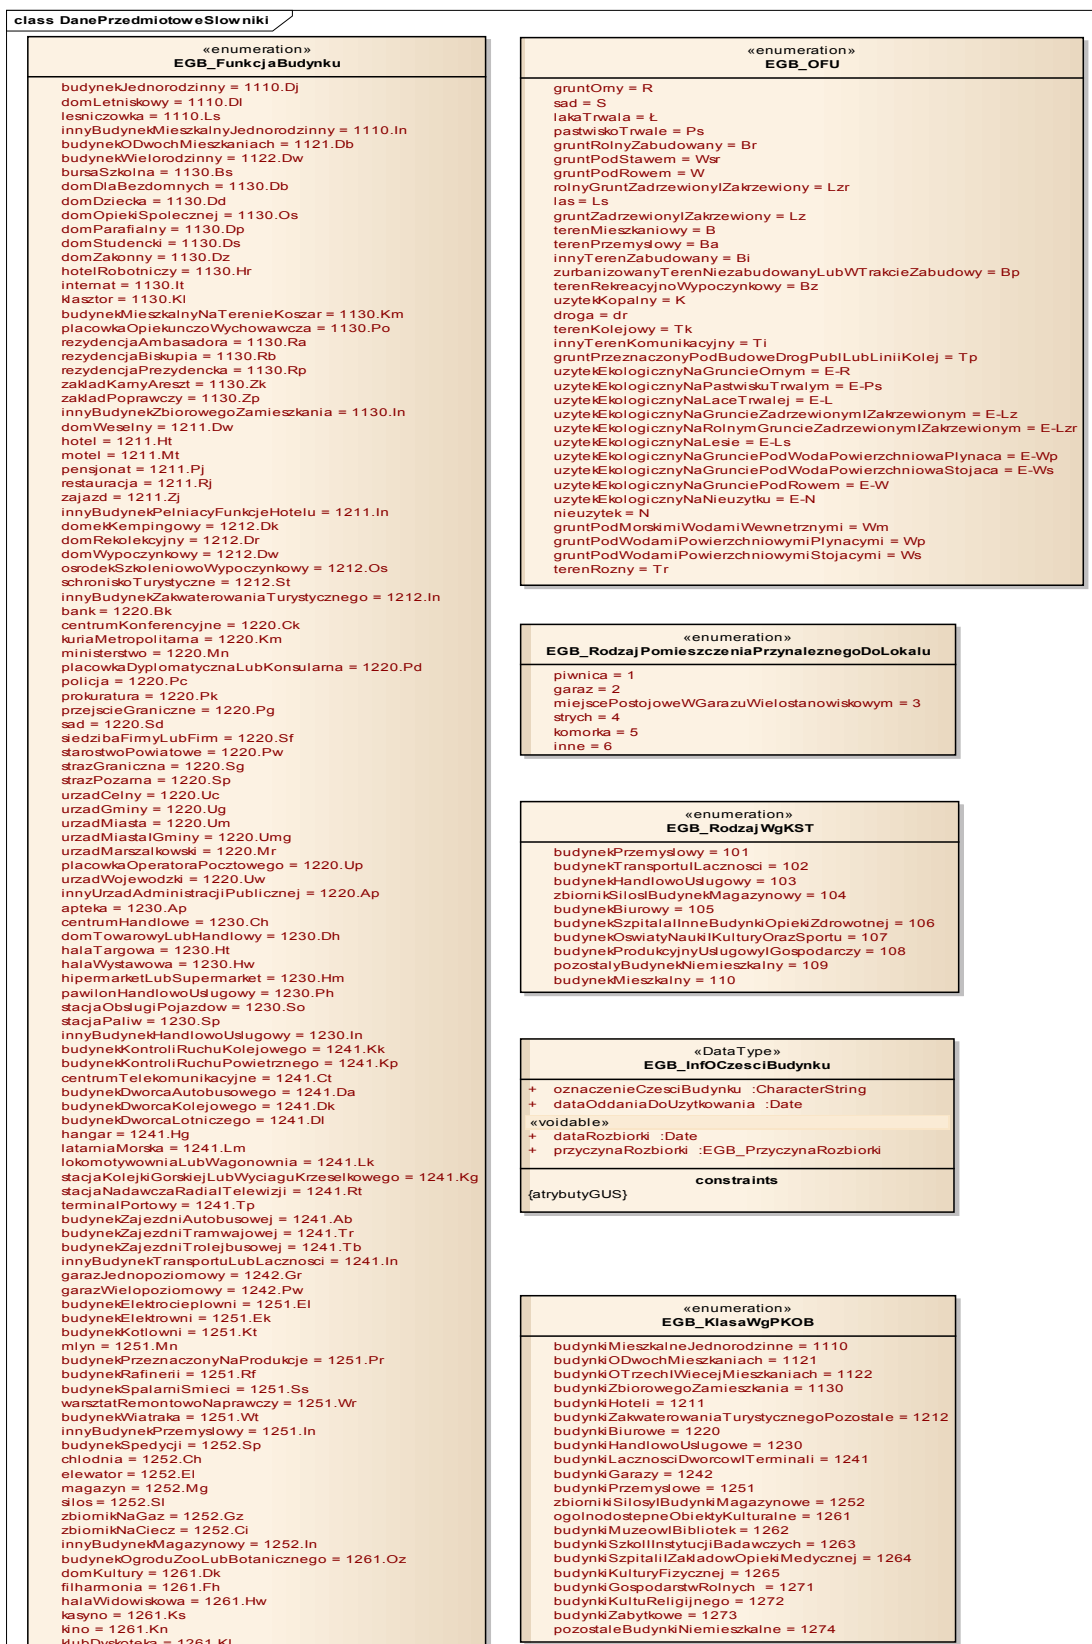 class DanePrzedmiotoweSlowniki
«enumeration»
EGB_FunkcjaBudynku
budynekJednorodzinny = 1110.Dj
domLetniskowy = 1110.Dl
lesniczowka = 1110.Ls
innyBudynekMieszkalnyJednorodzinny = 1110.In
budynekODwochMieszkaniach = 1121.Db
budynekWielorodzinny = 1122.Dw
bursaSzkolna = 1130.Bs
domDlaBezdomnych = 1130.Db
domDziecka = 1130.Dd
domOpiekiSpolecznej = 1130.Os
domParafialny = 1130.Dp
domStudencki = 1130.Ds
domZakonny = 1130.Dz
hotelRobotniczy = 1130.Hr
internat = 1130.It
klasztor = 1130.Kl
budynekMieszkalnyNaTerenieKoszar = 1130.Km
placowkaOpiekunczoWychowawcza = 1130.Po
rezydencjaAmbasadora = 1130.Ra
rezydencjaBiskupia = 1130.Rb
rezydencjaPrezydencka = 1130.Rp
zakladKarnyAreszt = 1130.Zk
zakladPoprawczy = 1130.Zp
innyBudynekZbiorowegoZamieszkania = 1130.In
domWeselny = 1211.Dw
hotel = 1211.Ht
motel = 1211.Mt
pensjonat = 1211.Pj
restauracja = 1211.Rj
zajazd = 1211.Zj
innyBudynekPelniacyFunkcjeHotelu = 1211.In
domekKempingowy = 1212.Dk
domRekolekcyjny = 1212.Dr
domWypoczynkowy = 1212.Dw
osrodekSzkoleniowoWypoczynkowy = 1212.Os
schroniskoTurystyczne = 1212.St
innyBudynekZakwaterowaniaTurystycznego = 1212.In
bank = 1220.Bk
centrumKonferencyjne = 1220.Ck
kuriaMetropolitarna = 1220.Km
ministerstwo = 1220.Mn
placowkaDyplomatycznaLubKonsularna = 1220.Pd
policja = 1220.Pc
prokuratura = 1220.Pk
przejscieGraniczne = 1220.Pg
sad = 1220.Sd
siedzibaFirmyLubFirm = 1220.Sf
starostwoPowiatowe = 1220.Pw
strazGraniczna = 1220.Sg
strazPozarna = 1220.Sp
urzadCelny = 1220.Uc
urzadGminy = 1220.Ug
urzadMiasta = 1220.Um
urzadMiastaIGminy = 1220.Umg
urzadMarszalkowski = 1220.Mr
placowkaOperatoraPocztowego = 1220.Up
urzadWojewodzki = 1220.Uw
innyUrzadAdministracjiPublicznej = 1220.Ap
apteka = 1230.Ap
centrumHandlowe = 1230.Ch
domTowarowyLubHandlowy = 1230.Dh
halaTargowa = 1230.Ht
halaWystawowa = 1230.Hw
hipermarketLubSupermarket = 1230.Hm
pawilonHandlowoUslugowy = 1230.Ph
stacjaObslugiPojazdow = 1230.So
stacjaPaliw = 1230.Sp
innyBudynekHandlowoUslugowy = 1230.In
budynekKontroliRuchuKolejowego = 1241.Kk
budynekKontroliRuchuPowietrznego = 1241.Kp
centrumTelekomunikacyjne = 1241.Ct
budynekDworcaAutobusowego = 1241.Da
budynekDworcaKolejowego = 1241.Dk
budynekDworcaLotniczego = 1241.Dl
hangar = 1241.Hg
latarniaMorska = 1241.Lm
lokomotywowniaLubWagonownia = 1241.Lk
stacjaKolejkiGorskiejLubWyciaguKrzeselkowego = 1241.Kg
stacjaNadawczaRadiaITelewizji = 1241.Rt
terminalPortowy = 1241.Tp
budynekZajezdniAutobusowej = 1241.Ab
budynekZajezdniTramwajowej = 1241.Tr
budynekZajezdniTrolejbusowej = 1241.Tb
innyBudynekTransportuLubLacznosci = 1241.In
garazJednopoziomowy = 1242.Gr
garazWielopoziomowy = 1242.Pw
budynekElektrocieplowni = 1251.El
budynekElektrowni = 1251.Ek
budynekKotlowni = 1251.Kt
mlyn = 1251.Mn
budynekPrzeznaczonyNaProdukcje = 1251.Pr
budynekRafinerii = 1251.Rf
budynekSpalarniSmieci = 1251.Ss
warsztatRemontowoNaprawczy = 1251.Wr
budynekWiatraka = 1251.Wt
innyBudynekPrzemyslowy = 1251.In
budynekSpedycji = 1252.Sp
chlodnia = 1252.Ch
elewator = 1252.El
magazyn = 1252.Mg
silos = 1252.Sl
zbiornikNaGaz = 1252.Gz
zbiornikNaCiecz = 1252.Ci
innyBudynekMagazynowy = 1252.In
budynekOgroduZooLubBotanicznego = 1261.Oz
domKultury = 1261.Dk
filharmonia = 1261.Fh
halaWidowiskowa = 1261.Hw
kasyno = 1261.Ks
kino = 1261.Kn
klubDyskoteka = 1261.Kl
«enumeration»
EGB_OFU
gruntOrny = R
sad = S
lakaTrwala = Ł
pastwiskoTrwale = Ps
gruntRolnyZabudowany = Br
gruntPodStawem = Wsr
gruntPodRowem = W
rolnyGruntZadrzewionyIZakrzewiony = Lzr
las = Ls
gruntZadrzewionyIZakrzewiony = Lz
terenMieszkaniowy = B
terenPrzemyslowy = Ba
innyTerenZabudowany = Bi
zurbanizowanyTerenNiezabudowanyLubWTrakcieZabudowy = Bp
terenRekreacyjnoWypoczynkowy = Bz
uzytekKopalny = K
droga = dr
terenKolejowy = Tk
innyTerenKomunikacyjny = Ti
gruntPrzeznaczonyPodBudoweDrogPublLubLiniiKolej = Tp
uzytekEkologicznyNaGruncieOrnym = E-R
uzytekEkologicznyNaPastwiskuTrwalym = E-Ps
uzytekEkologicznyNaLaceTrwalej = E-L
uzytekEkologicznyNaGruncieZadrzewionymIZakrzewionym = E-Lz
uzytekEkologicznyNaRolnymGruncieZadrzewionymIZakrzewionym = E-Lzr
uzytekEkologicznyNaLesie = E-Ls
uzytekEkologicznyNaGrunciePodWodaPowierzchniowaPlynaca = E-Wp
uzytekEkologicznyNaGrunciePodWodaPowierzchniowaStojaca = E-Ws
uzytekEkologicznyNaGrunciePodRowem = E-W
uzytekEkologicznyNaNieuzytku = E-N
nieuzytek = N
gruntPodMorskimiWodamiWewnetrznymi = Wm
gruntPodWodamiPowierzchniowymiPlynacymi = Wp
gruntPodWodamiPowierzchniowymiStojacymi = Ws
terenRozny = Tr
«enumeration»
EGB_RodzajPomieszczeniaPrzynaleznegoDoLokalu
piwnica = 1
garaz = 2
miejscePostojoweWGarazuWielostanowiskowym = 3
strych = 4
komorka = 5
inne = 6
«enumeration»
EGB_RodzajWgKST
budynekPrzemyslowy = 101
budynekTransportuILacznosci = 102
budynekHandlowoUslugowy = 103
zbiornikSilosIBudynekMagazynowy = 104
budynekBiurowy = 105
budynekSzpitalaIInneBudynkiOpiekiZdrowotnej = 106
budynekOswiatyNaukiIKulturyOrazSportu = 107
budynekProdukcyjnyUslugowyIGospodarczy = 108
pozostalyBudynekNiemieszkalny = 109
budynekMieszkalny = 110
«DataType»
EGB_InfOCzesciBudynku
+ oznaczenieCzesciBudynku :CharacterString
+ dataOddaniaDoUzytkowania :Date
«voidable»
+ dataRozbiorki :Date
+ przyczynaRozbiorki :EGB_PrzyczynaRozbiorki
constraints
{atrybutyGUS}
«enumeration»
EGB_KlasaWgPKOB
budynkiMieszkalneJednorodzinne = 1110
budynkiODwochMieszkaniach = 1121
budynkiOTrzechIWiecejMieszkaniach = 1122
budynkiZbiorowegoZamieszkania = 1130
budynkiHoteli = 1211
budynkiZakwaterowaniaTurystycznegoPozostale = 1212
budynkiBiurowe = 1220
budynkiHandlowoUslugowe = 1230
budynkiLacznosciDworcowITerminali = 1241
budynkiGarazy = 1242
budynkiPrzemyslowe = 1251
zbiornikiSilosyIBudynkiMagazynowe = 1252
ogolnodostepneObiektyKulturalne = 1261
budynkiMuzeowIBibliotek = 1262
budynkiSzkolIInstytucjiBadawczych = 1263
budynkiSzpitaliIZakladowOpiekiMedycznej = 1264
budynkiKulturyFizycznej = 1265
budynkiGospodarstwRolnych = 1271
budynkiKultuReligijnego = 1272
budynkiZabytkowe = 1273
pozostaleBudynkiNiemieszkalne = 1274